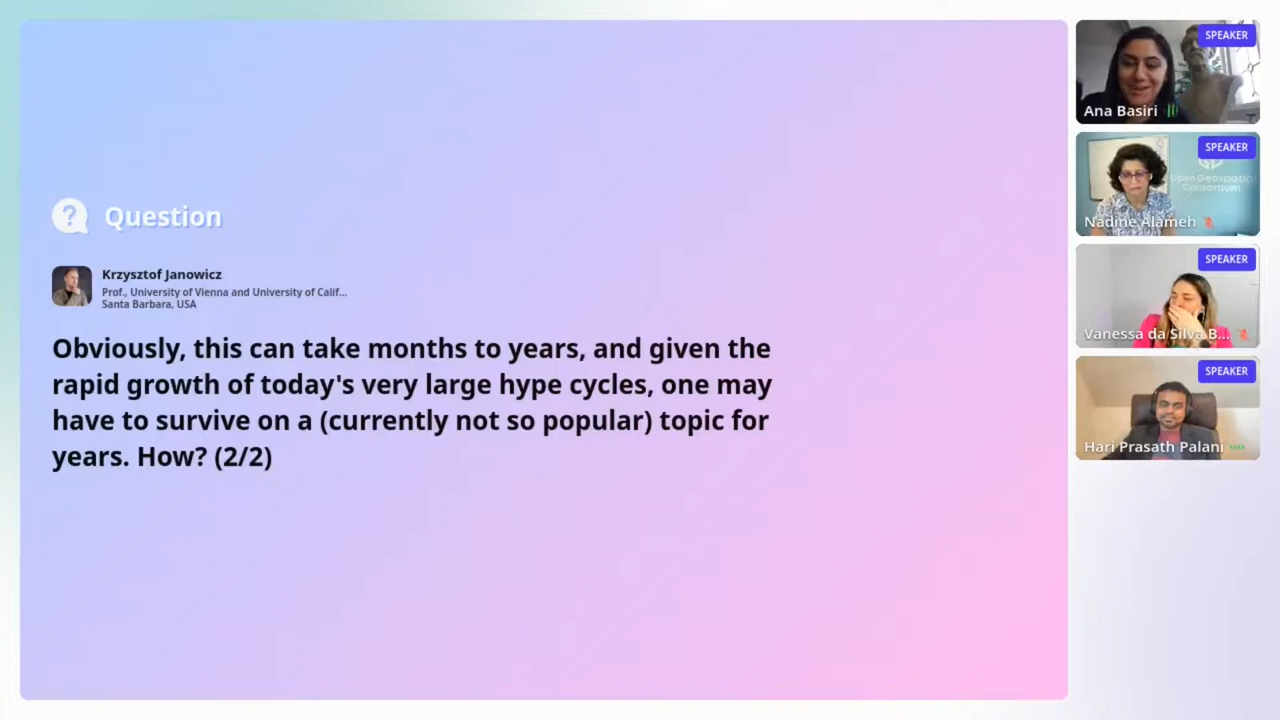 Question
Krzysztof Janowicz
Prof., University of Vienna and University of Calif...
Santa Barbara, USA
Obviously, this can take months to years, and given the
rapid growth of today's very large hype cycles, one may
have to survive on a (currently not so popular) topic for
years. How? (2/2)
SPEAKER
Ana Basiri
SPEAKER
Open Geospatial
Consortium
Nadine Alameh
SPEAKER
Vanessa da Silva B...
SPEAKER
Hari Prasath Palani